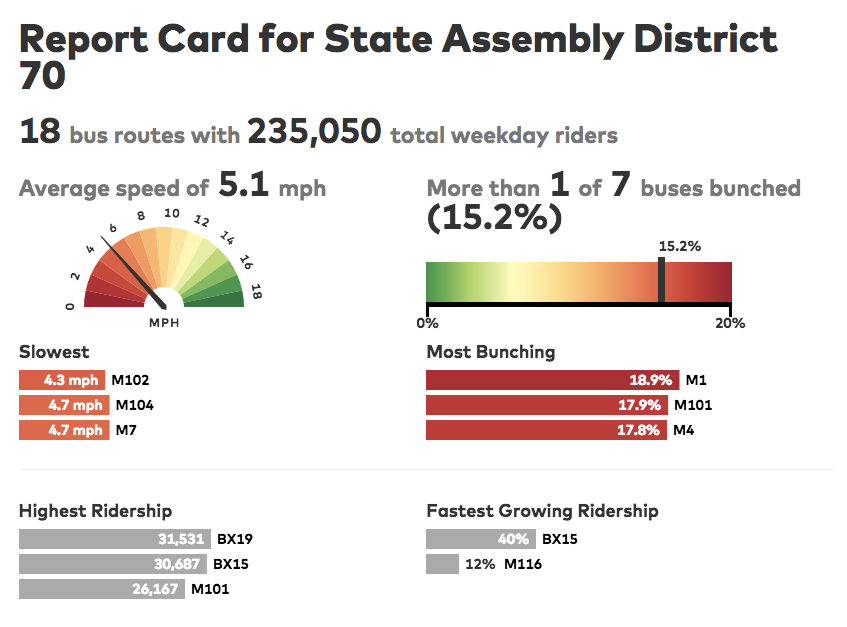 Report Card for State Assembly District
70
18 bus routes with 235,050 total weekday riders
Average speed of 5.1 mph
0 2 4 6 8 10 12 14 16 18
MPH
More than 1 of 7 buses bunched
(15.2%)
15.2%
0% 20%
Slowest
4.3 mph M102
4.7 mph M104
4.7 mph M7
Most Bunching
18.9% M1
17.9% M101
17.8% M4
Highest Ridership
31,531 BX19
30,687 BX15
26,167 M101
Fastest Growing Ridership
40% BX15
12% M116